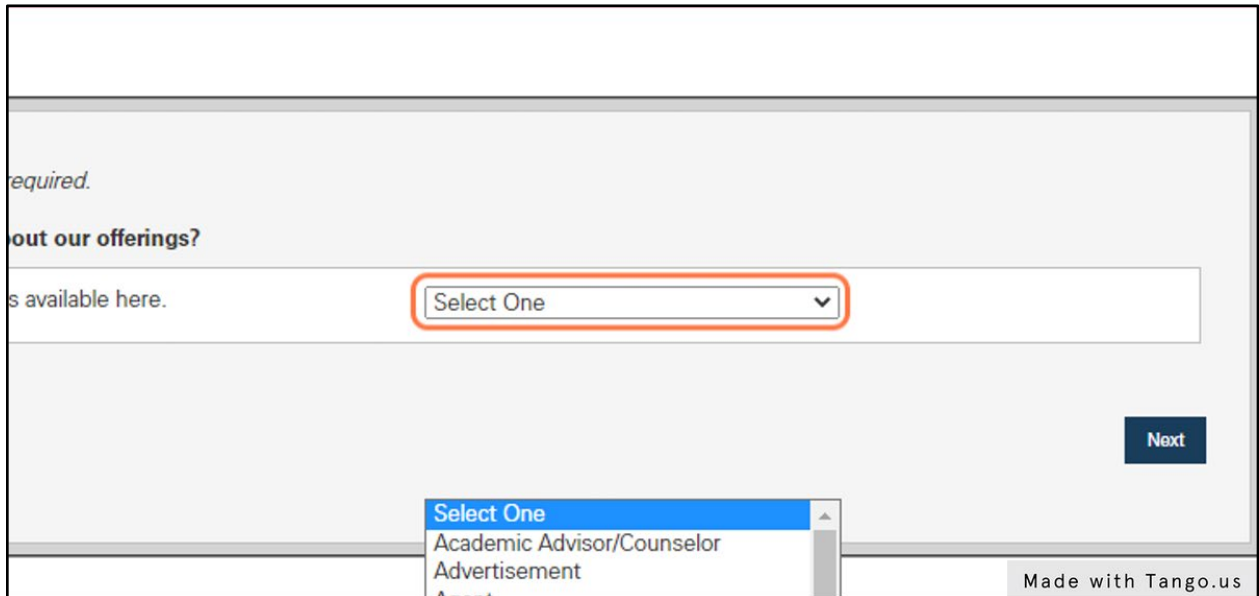 required.
out our offerings?
s available here.
Select One
Next
Select One
Academic Advisor/Counselor
Advertisement
Made with Tango.us